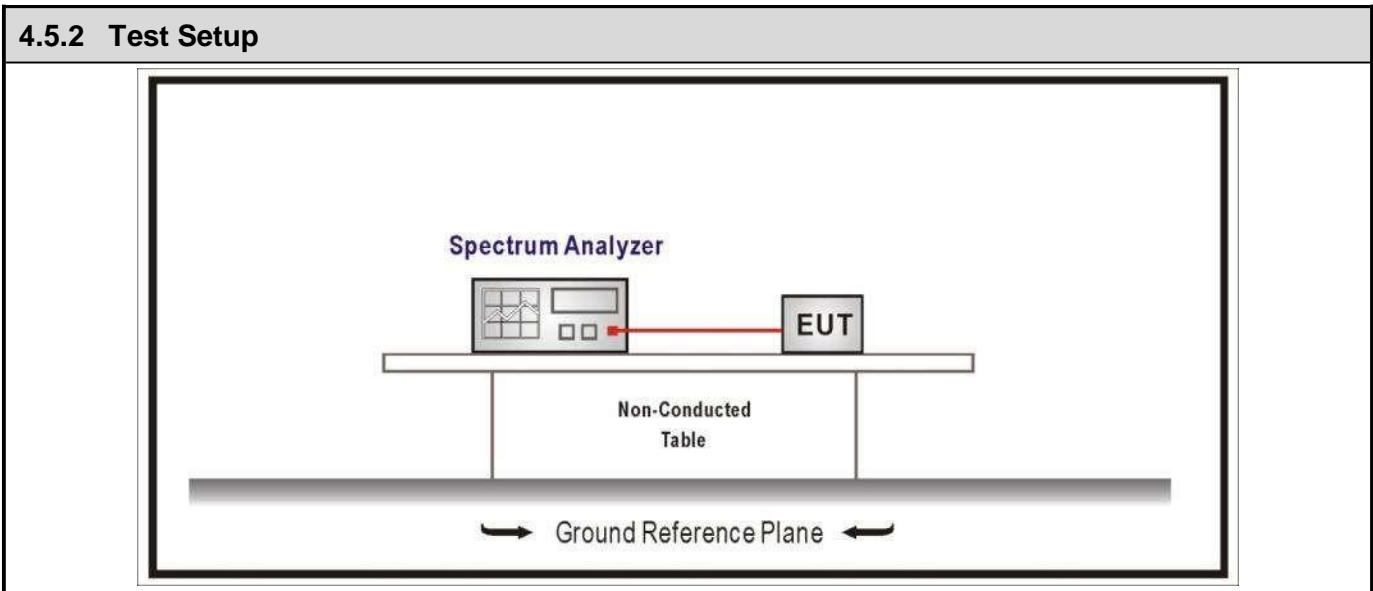 4.5.2 Test Setup
Spectrum Analyzer
EUT
Non-Conducted
Table
Ground Reference Plane